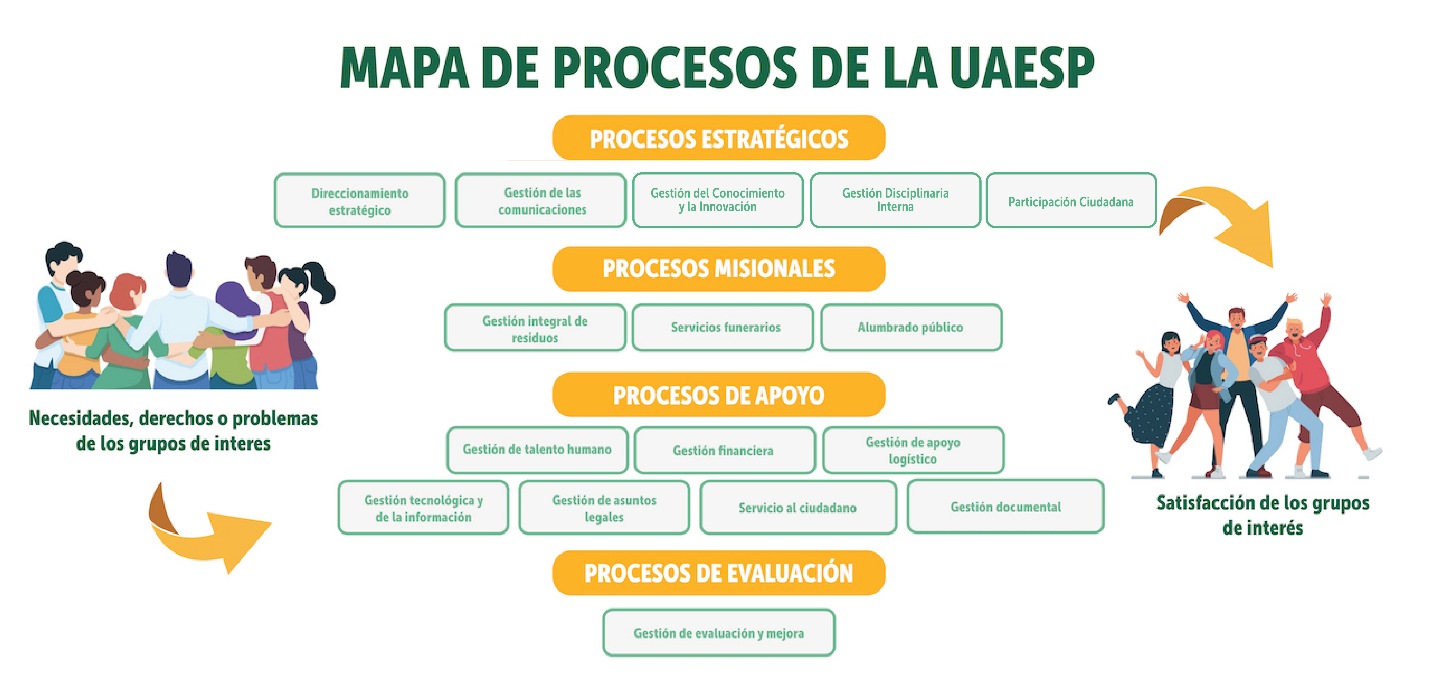 MAPA DE PROCESOS DE LA UAESP
PROCESOS ESTRATÉGICOS
Direccionamiento
estratégico
Gestión de las
comunicaciones
Gestión del Conocimiento
y la Innovación
Gestión Disciplinaria
Interna
Participación Ciudadana
PROCESOS MISIONALES
Gestión integral de
residuos
Servicios funerarios
Alumbrado público
PROCESOS DE APOYO
Gestión de talento humano
Gestión financiera
Gestión de apoyo
logístico
Gestión tecnológica y
de la información
Gestión de asuntos
legales
Servicio al ciudadano
Gestión documental
PROCESOS DE EVALUACIÓN
Gestión de evaluación y mejora
Necesidades, derechos o problemas
de los grupos de interes
Satisfacción de los grupos
de interés